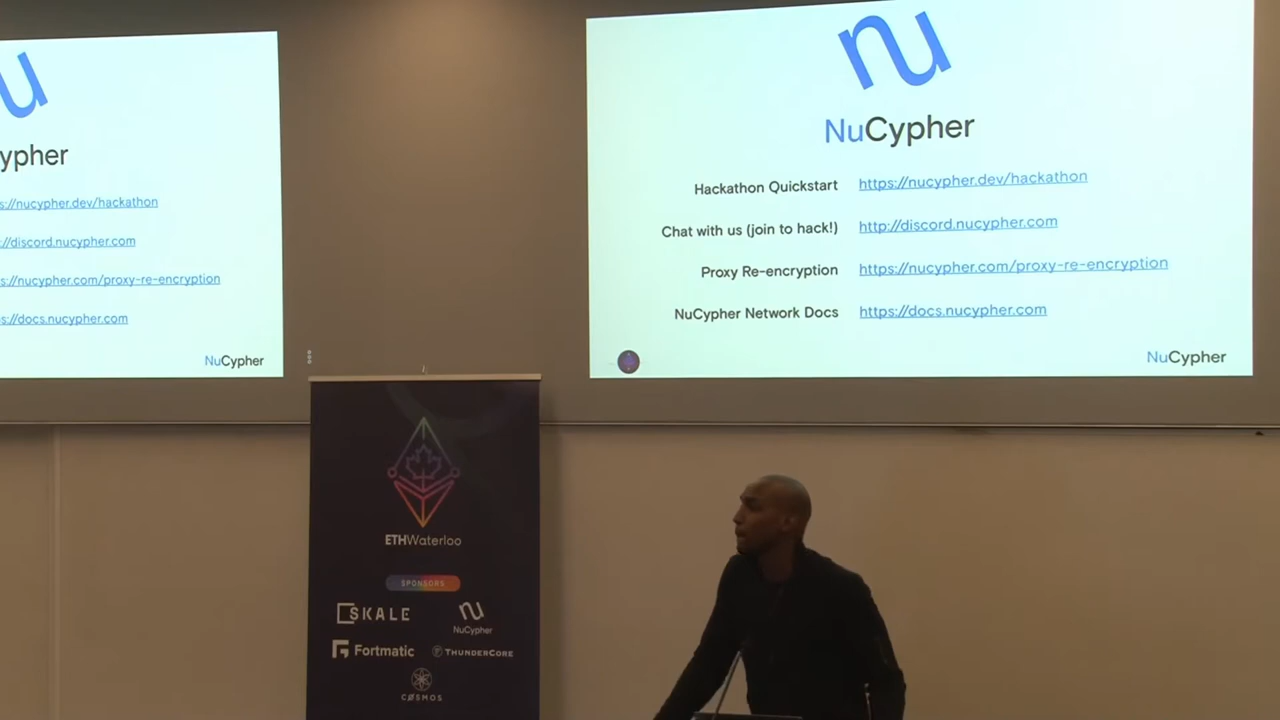 ypher
s://nucypher.dev/hackathon
://discord.nucypher.com
s://nucypher.com/proxy-re-encryption
s://docs.nucypher.com
NuCypher
NuCypher
Hackathon Quickstart https://nucypher.dev/hackathon
Chat with us (join to hack!) http://discord.nucypher.com
Proxy Re-encryption https://nucypher.com/proxy-re-encryption
NuCypher Network Docs https://docs.nucypher.com
NuCypher
ETHWaterloo
SPONSORS
SKALE
NuCypher
Fortmatic
THUNDERCORE
COSMOS